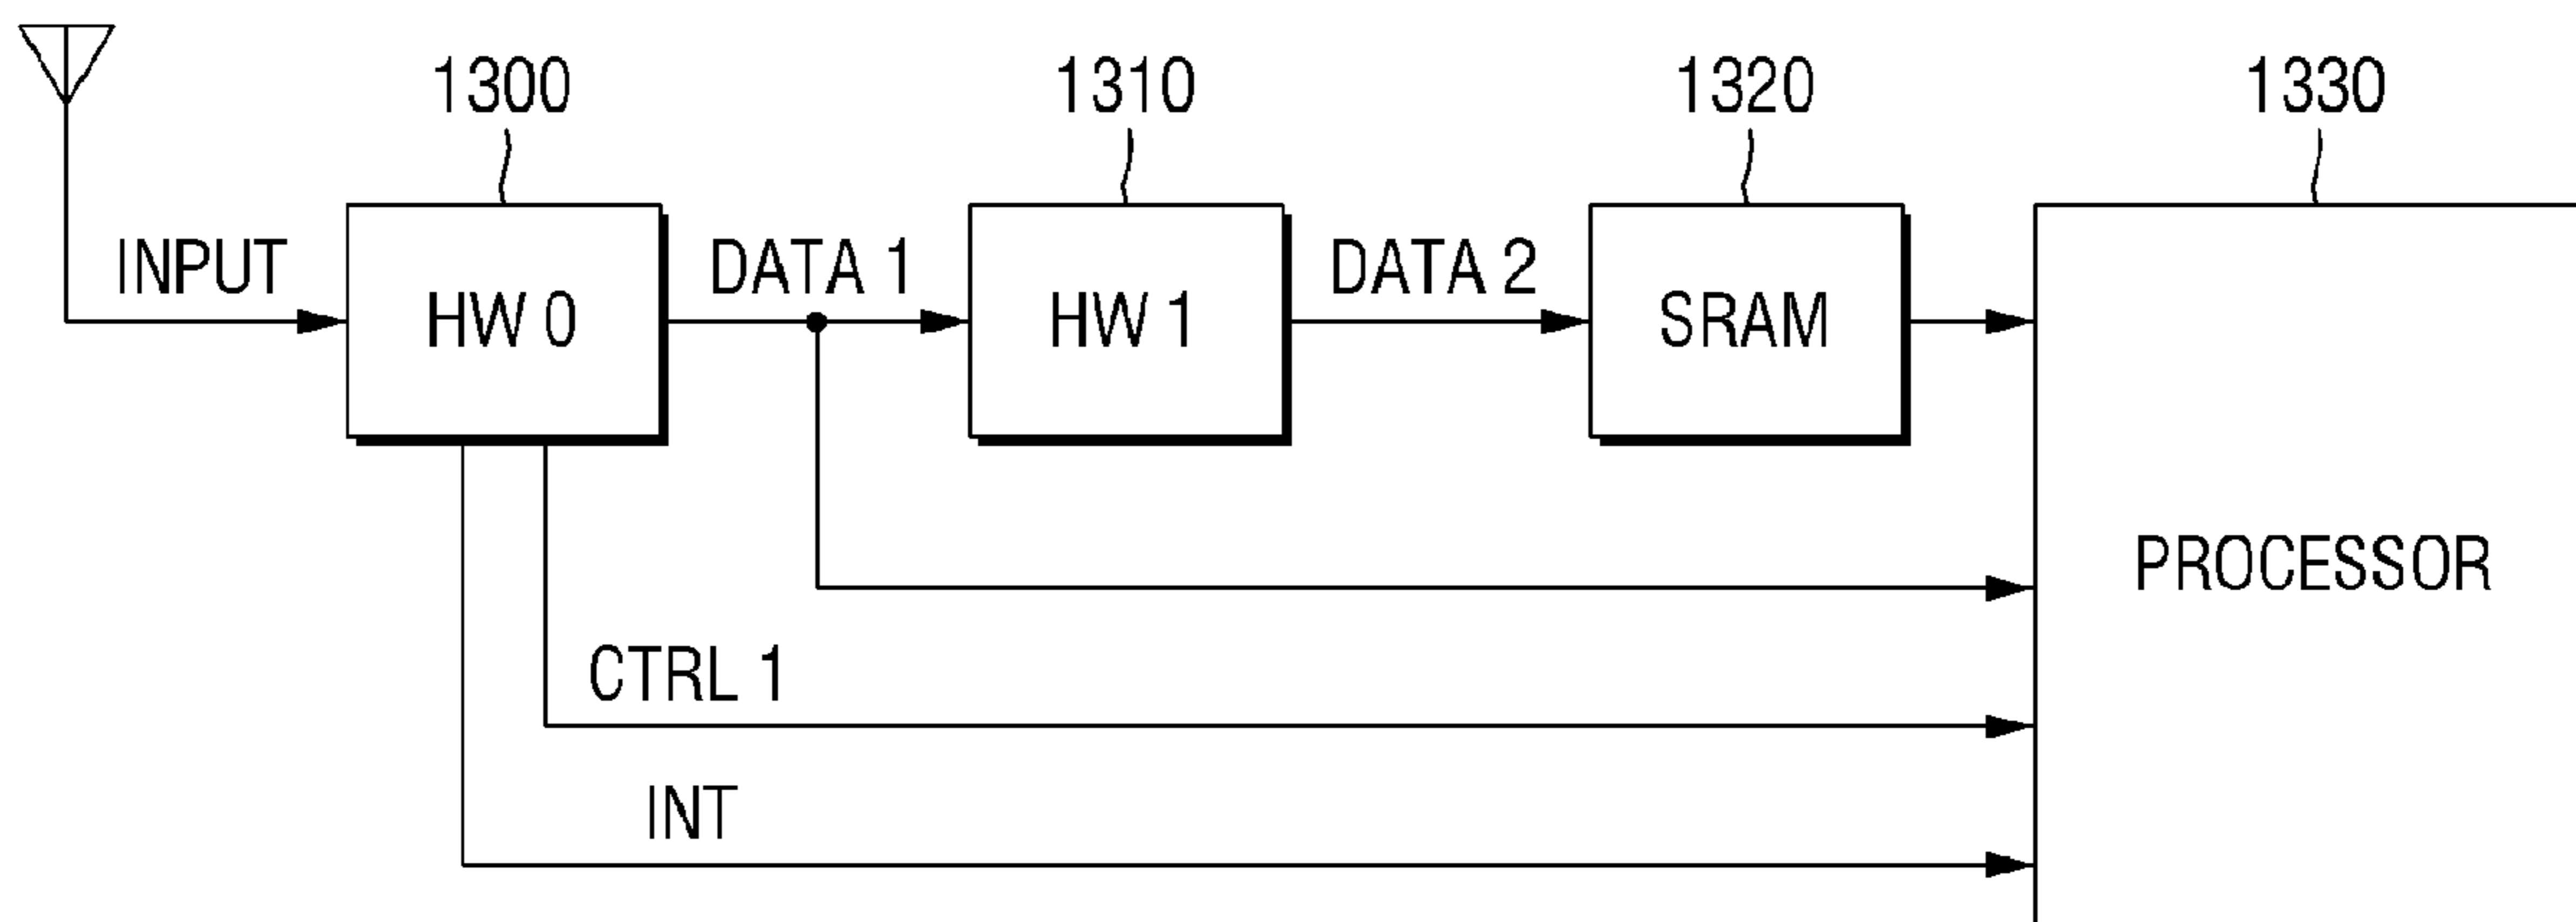 1300
1310
1320
1330
INPUT
HW 0
DATA 1
HW 1
DATA 2
SRAM
PROCESSOR
CTRL 1
INT